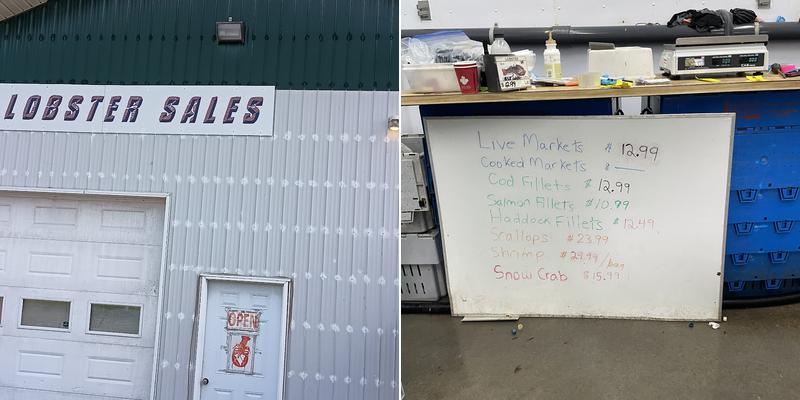 LOBSTER SALES
OPEN
Live Markets $ 12.99
Cooked Markets $ —
Cod Fillets $ 12.99
Salmon Fillets $10.99
Haddock Fillets $ 12.49
Scallops $23.99
Shrimp $29.99/bag
Snow Crab $15.99